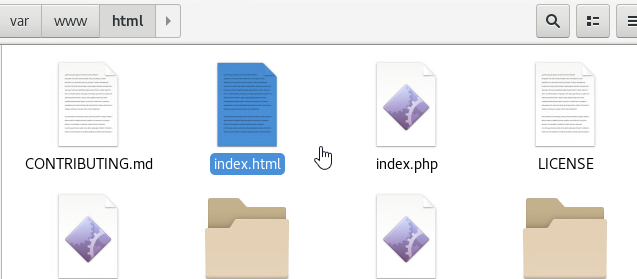 var www html
CONTRIBUTING.md index.html index.php LICENSE